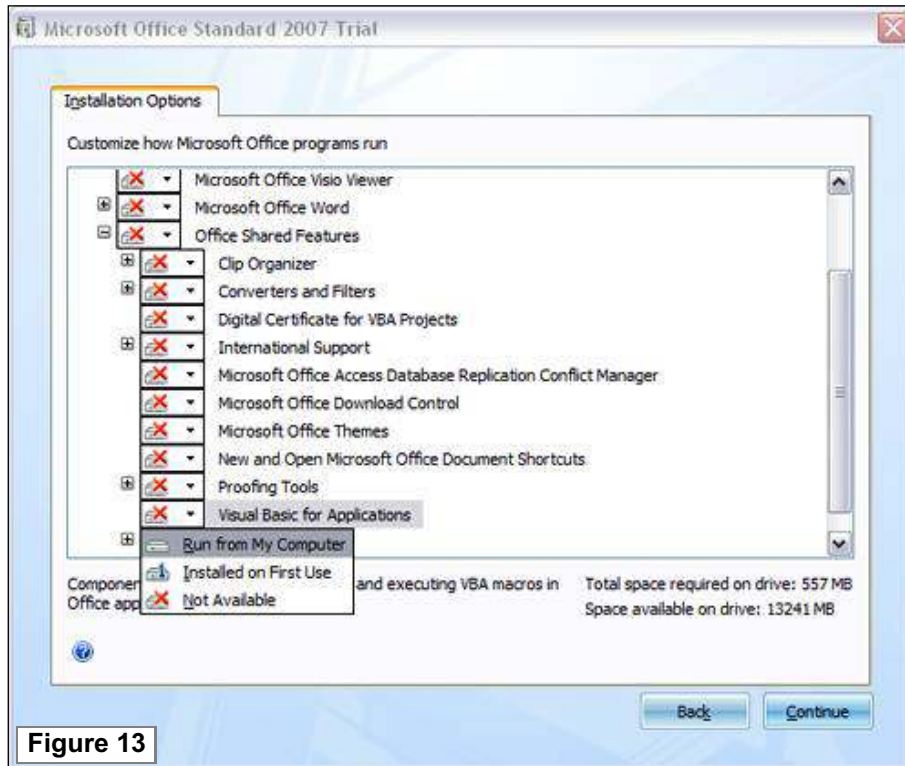 Microsoft Office Standard 2007 Trial
Installation Options
Customize how Microsoft Office programs run
Microsoft Office Visio Viewer
Microsoft Office Word
Office Shared Features
Clip Organizer
Converters and Filters
Digital Certificate for VBA Projects
International Support
Microsoft Office Access Database Replication Conflict Manager
Microsoft Office Download Control
Microsoft Office Themes
New and Open Microsoft Office Document Shortcuts
Proofing Tools
Visual Basic for Applications
Run from My Computer
Installed on First Use
Not Available
Componen and executing VBA macros in
Office app
Total space required on drive: 557 MB
Space available on drive: 13241 MB
Back
Continue
Figure 13